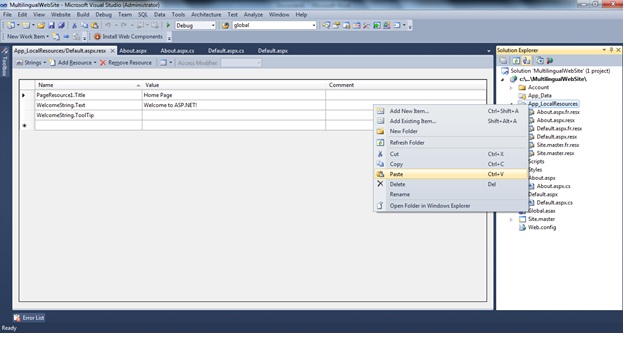 MultilingualWebSite - Microsoft Visual Studio (Administrator)
File Edit View Website Build Debug Team SQL Data Tools Architecture Test Analyze Window Help
Debug global
New Work Item Install Web Components
App_LocalResources/Default.aspx.resx About.aspx About.aspx.cs Default.aspx.cs Default.aspx
Strings Add Resource Remove Resource Access Modifier:
Toolbox
Name Value Comment
PageResource1.Title Home Page
WelcomeString.Text Welcome to ASP.NET!
WelcomeString.ToolTip
Add New Item... Ctrl+Shift+A
Add Existing Item... Shift+Alt+A
New Folder
Refresh Folder
Cut Ctrl+X
Copy Ctrl+C
Paste Ctrl+V
Delete Del
Rename
Open Folder in Windows Explorer
Solution Explorer
Solution 'MultilingualWebSite' (1 project)
c:\...\MultilingualWebSite\
Account
App_Data
App_LocalResources
About.aspx.fr.resx
About.aspx.resx
Default.aspx.fr.resx
Default.aspx.resx
Site.master.fr.resx
Site.master.resx
Scripts
Styles
About.aspx
About.aspx.cs
Default.aspx
Default.aspx.cs
Global.asax
Site.master
Web.config
Error List
Ready